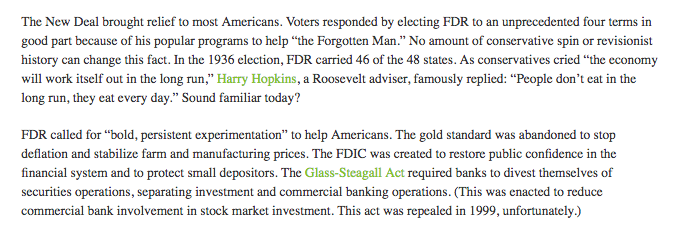 The New Deal brought relief to most Americans. Voters responded by electing FDR to an unprecedented four terms in
good part because of his popular programs to help “the Forgotten Man.” No amount of conservative spin or revisionist
history can change this fact. In the 1936 election, FDR carried 46 of the 48 states. As conservatives cried “the economy
will work itself out in the long run,” Harry Hopkins, a Roosevelt adviser, famously replied: “People don’t eat in the
long run, they eat every day.” Sound familiar today?
FDR called for “bold, persistent experimentation” to help Americans. The gold standard was abandoned to stop
deflation and stabilize farm and manufacturing prices. The FDIC was created to restore public confidence in the
financial system and to protect small depositors. The Glass-Steagall Act required banks to divest themselves of
securities operations, separating investment and commercial banking operations. (This was enacted to reduce
commercial bank involvement in stock market investment. This act was repealed in 1999, unfortunately.)